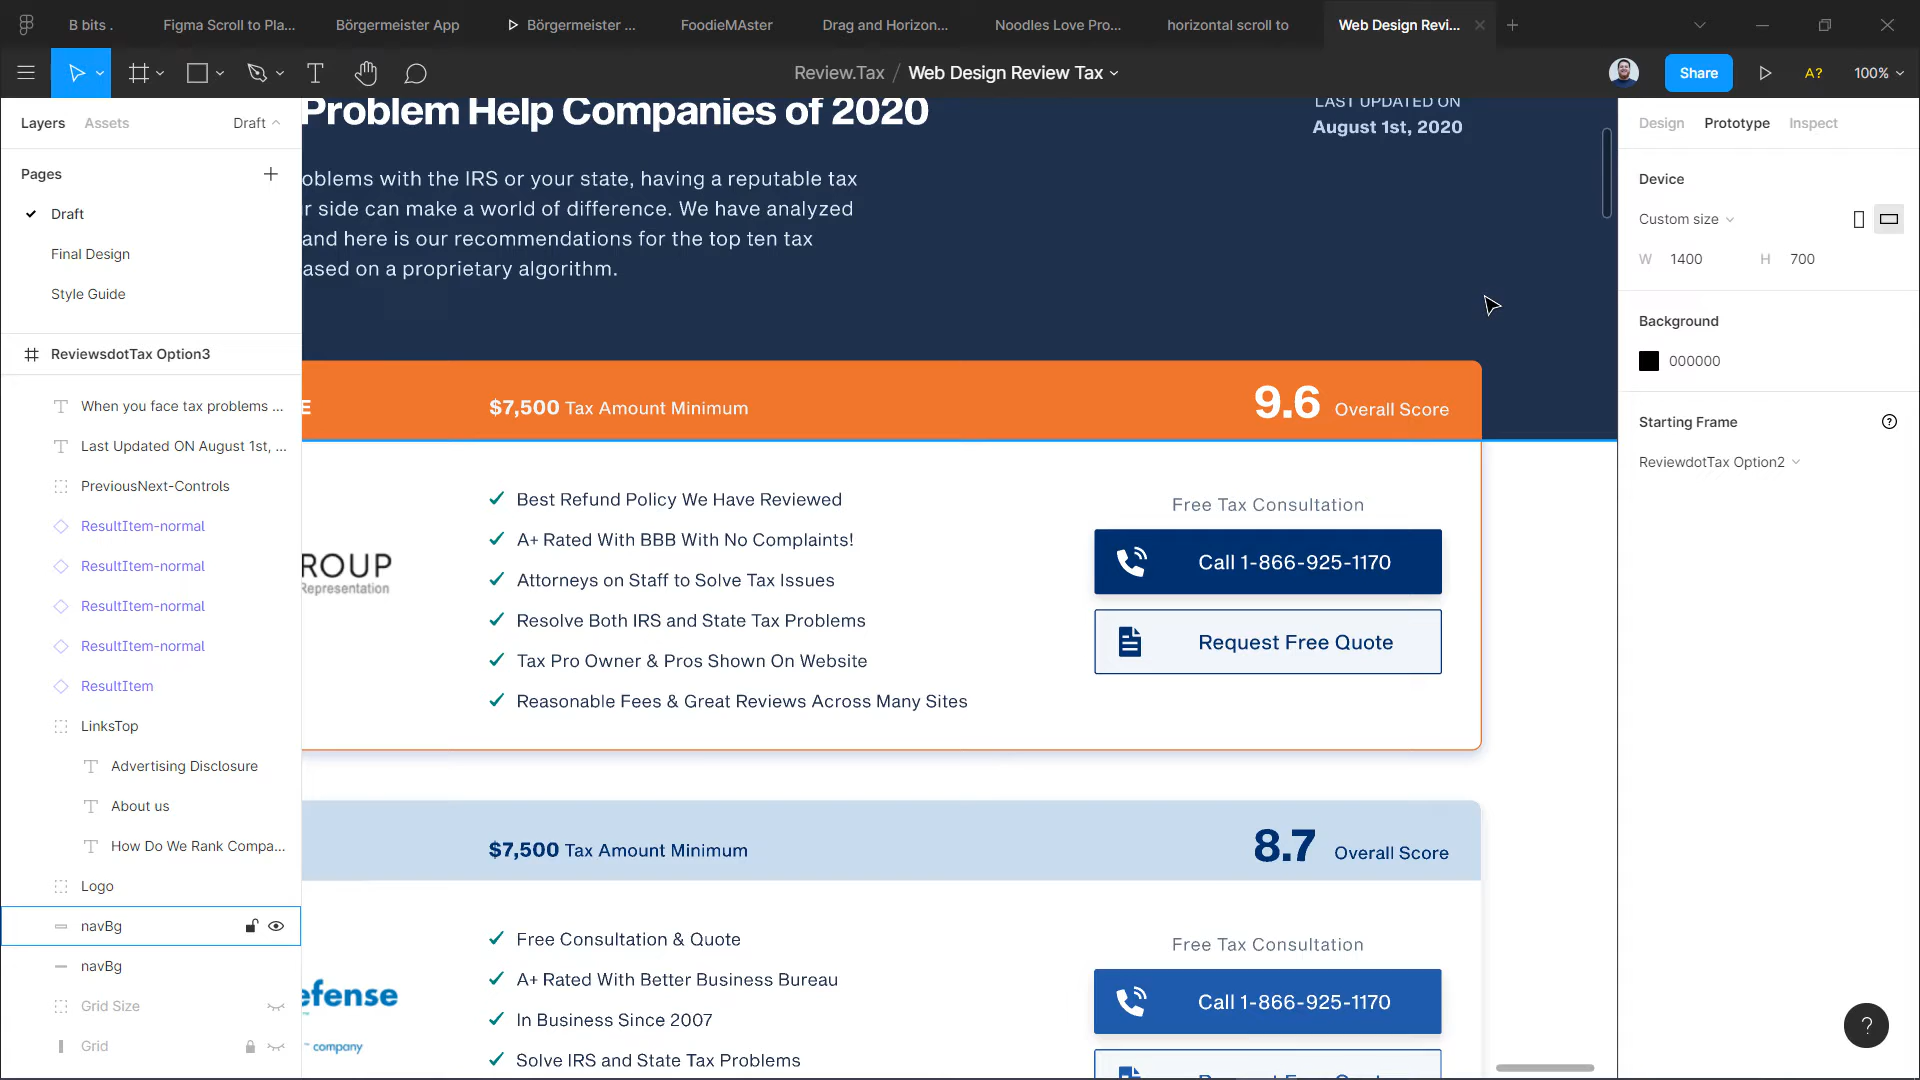 B bits .
Figma Scroll to Pla...
Börgermeister App
Börgermeister ...
FoodieMAster
Drag and Horizon...
Noodles Love Pro...
horizontal scroll to
Web Design Revi...
Review.Tax / Web Design Review Tax
Share
A?
100%
Layers
Assets
Draft
Pages
Draft
Final Design
Style Guide
ReviewsdotTax Option3
When you face tax problems ...
Last Updated ON August 1st, ...
PreviousNext-Controls
ResultItem-normal
ResultItem-normal
ResultItem-normal
ResultItem-normal
ResultItem
LinksTop
Advertising Disclosure
About us
How Do We Rank Compa...
Logo
navBg
navBg
Grid Size
Grid
Problem Help Companies of 2020
LAST UPDATED ON
August 1st, 2020
oblems with the IRS or your state, having a reputable tax
r side can make a world of difference. We have analyzed
and here is our recommendations for the top ten tax
ased on a proprietary algorithm.
E
$7,500 Tax Amount Minimum
9.6 Overall Score
ROUP
Representation
Best Refund Policy We Have Reviewed
A+ Rated With BBB With No Complaints!
Attorneys on Staff to Solve Tax Issues
Resolve Both IRS and State Tax Problems
Tax Pro Owner & Pros Shown On Website
Reasonable Fees & Great Reviews Across Many Sites
Free Tax Consultation
Call 1-866-925-1170
Request Free Quote
$7,500 Tax Amount Minimum
8.7 Overall Score
efense
company
Free Consultation & Quote
A+ Rated With Better Business Bureau
In Business Since 2007
Solve IRS and State Tax Problems
Free Tax Consultation
Call 1-866-925-1170
Request Free Quote
Design
Prototype
Inspect
Device
Custom size
W 1400
H 700
Background
000000
Starting Frame
?
ReviewdotTax Option2
?